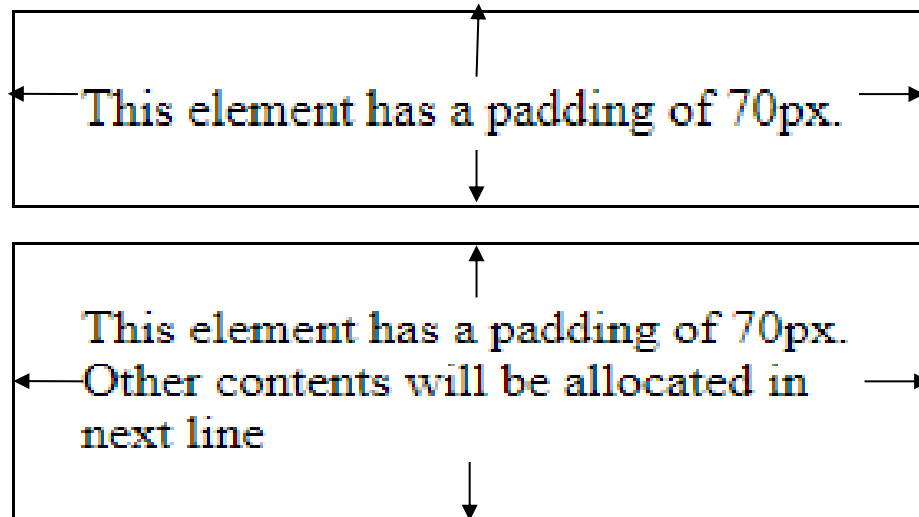 This element has a padding of 70px.
This element has a padding of 70px.
Other contents will be allocated in
next line